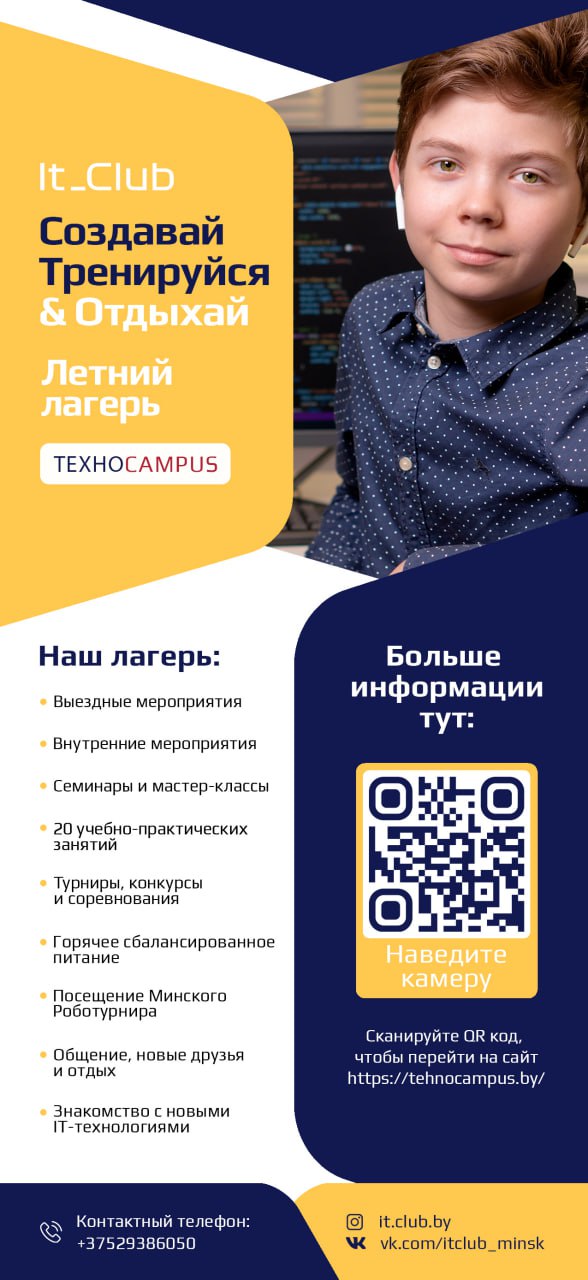 It_Club
Создавай
Тренируйся
& Отдыхай
Летний
лагерь
ТЕХНОCAMPUS
Наш лагерь:
Выездные мероприятия
Внутренние мероприятия
Семинары и мастер-классы
20 учебно-практических
занятий
Турниры, конкурсы
и соревнования
Горячее сбалансированное
питание
Посещение Минского
Роботурнира
Общение, новые друзья
и отдых
Знакомство с новыми
IT-технологиями
Больше
информации
тут:
Наведите
камеру
Сканируйте QR код,
чтобы перейти на сайт
https://tehnocampus.by/
Контактный телефон:
+37529386050
it.club.by
vk.com/itclub_minsk